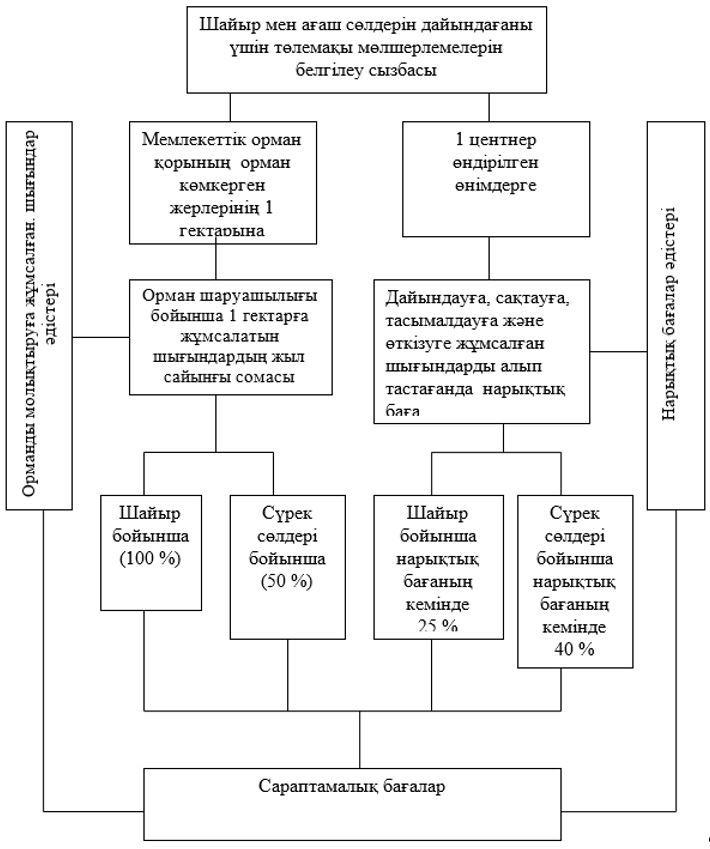 Шайыр мен ағаш сөлдерін дайындағаны
үшін төлемақы мөлшерлемелерін
белгілеу сызбасы
Орманды молықтыруға жұмсалған. шығындар
әдістері
Мемлекеттік орман
қорының орман
көмкерген
жерлерінің 1
гектарына
1 центнер
өндірілген
өнімдерге
Нарықтық бағалар әдістері
Орман шаруашылығы
бойынша 1 гектарға
жұмсалатын
шығындардың жыл
сайынғы сомасы
Дайындауға, сақтауға,
тасымалдауға және
өткізуге жұмсалған
шығындарды алып
тастағанда нарықтық
баға
Шайыр
бойынша
(100 %)
Сүрек
сөлдері
бойынша
(50 %)
Шайыр
бойынша
нарықтық
бағаның
кемінде
25 %
Сүрек
сөлдері
бойынша
нарықтық
бағаның
кемінде
40 %
Сараптамалық бағалар